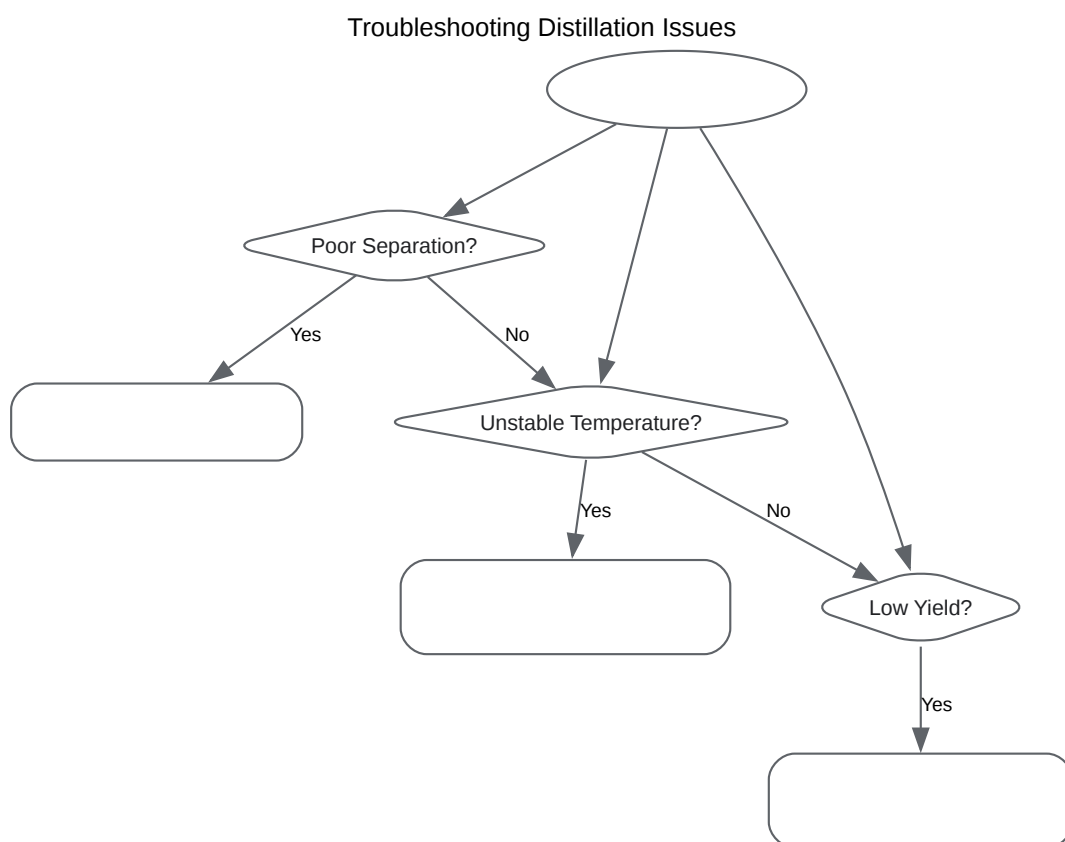 Troubleshooting Distillation Issues
Poor Separation?
Yes
No
Unstable Temperature?
Yes
No
Low Yield?
Yes